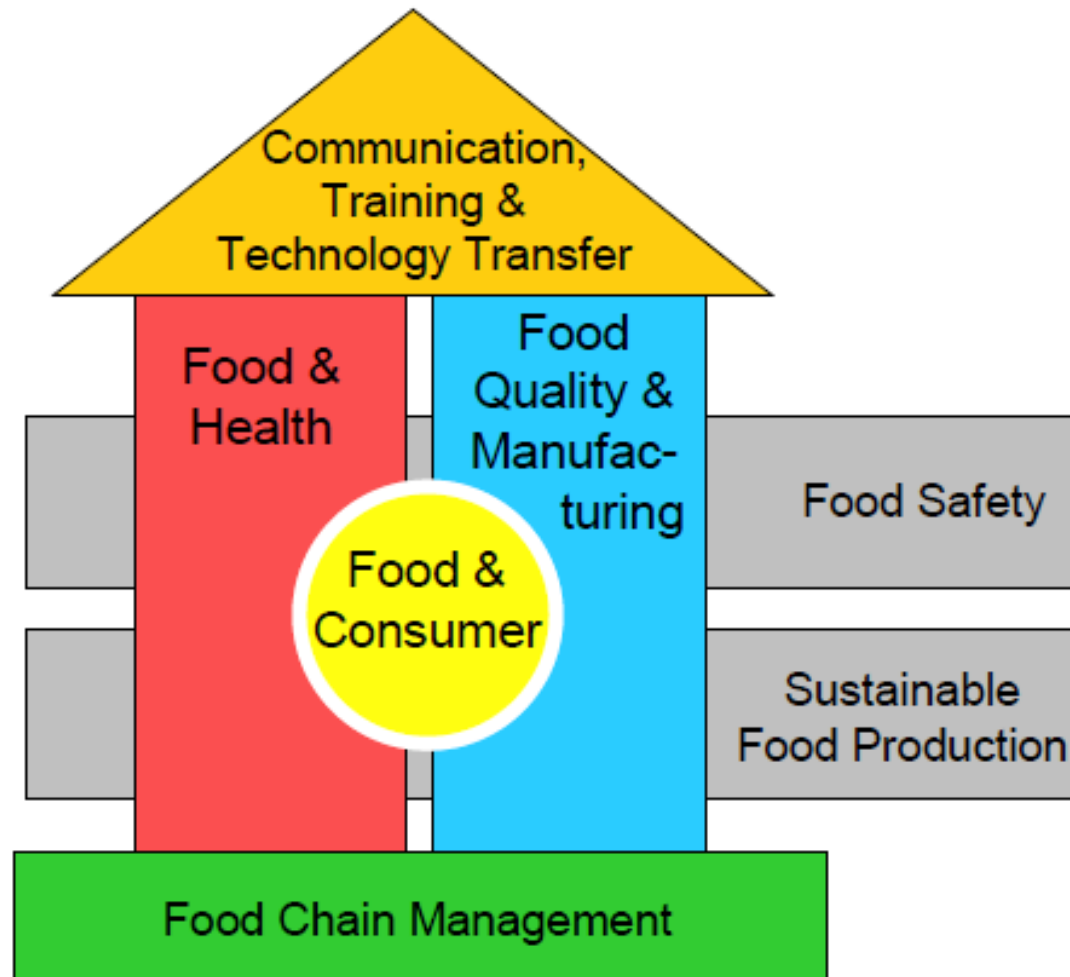 Communication,
Training &
Technology Transfer
Food &
Health
Food
Quality &
Manufac-
turing
Food Safety
Food &
Consumer
Sustainable
Food Production
Food Chain Management